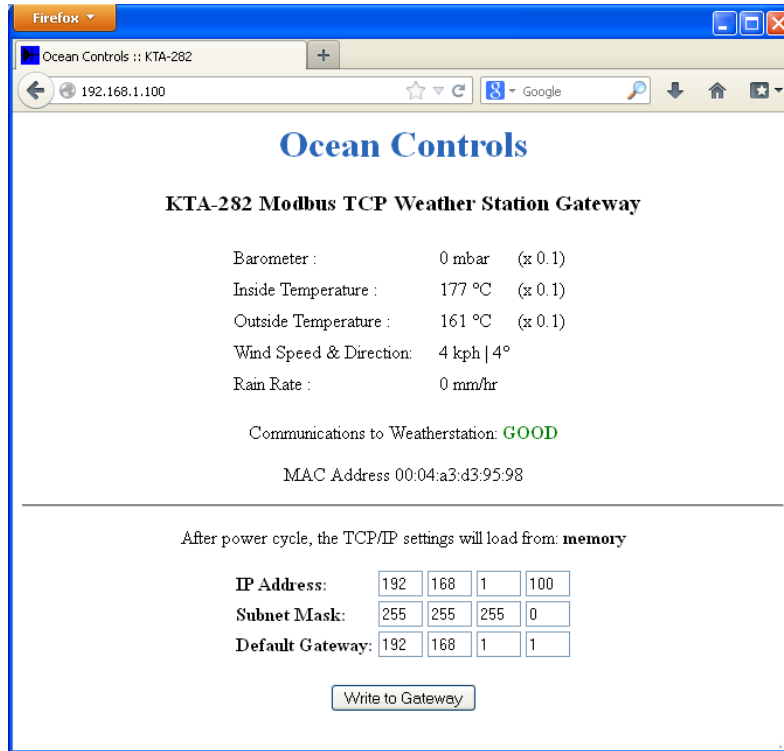 Firefox
Ocean Controls :: KTA-282
192.168.1.100
8 Google
Ocean Controls
KTA-282 Modbus TCP Weather Station Gateway
Barometer : 0 mbar (x 0.1)
Inside Temperature : 177 °C (x 0.1)
Outside Temperature : 161 °C (x 0.1)
Wind Speed & Direction: 4 kph | 4°
Rain Rate : 0 mm/hr
Communications to Weatherstation: GOOD
MAC Address 00:04:a3:d3:95:98
After power cycle, the TCP/IP settings will load from: memory
IP Address: 192 168 1 100
Subnet Mask: 255 255 255 0
Default Gateway: 192 168 1 1
Write to Gateway